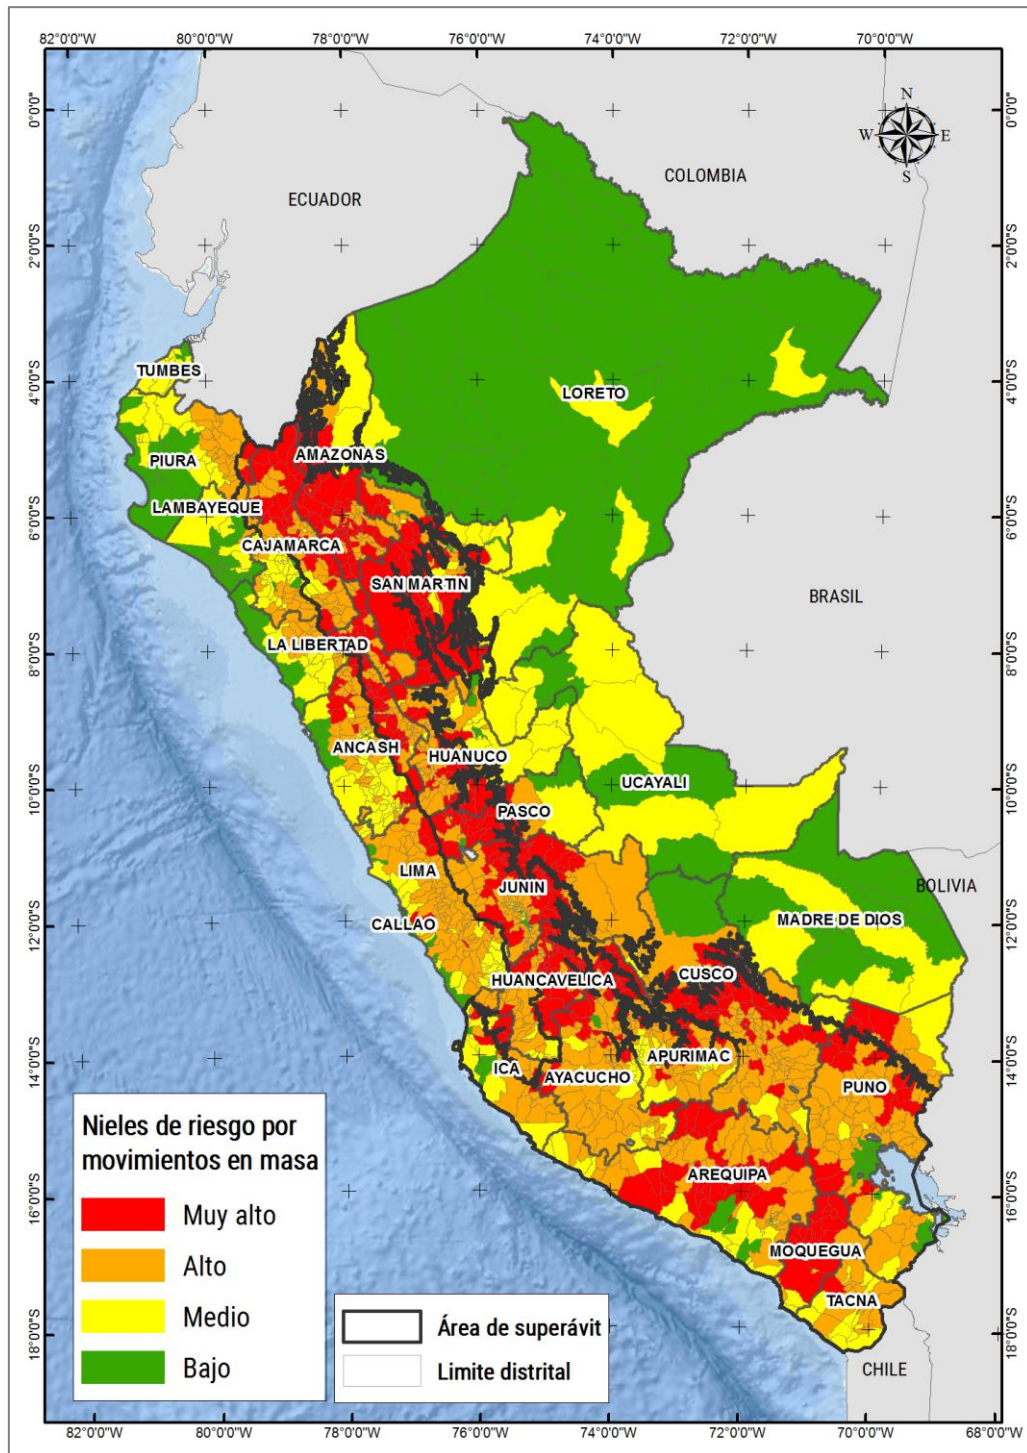 82°0'0"W 80°0'0"W 78°0'0"W 76°0'0"W 74°0'0"W 72°0'0"W 70°0'0"W
0°0'0"
0°0'0"
N
W E
S
COLOMBIA
ECUADOR
2°0'0"S
2°0'0"S
TUMBES
4°0'0"S
LORETO
4°0'0"S
PIURA
AMAZONAS
LAMBAYEQUE
6°0'0"S
6°0'0"S
CAJAMARCA
SAN MARTIN
BRASIL
LA LIBERTAD
8°0'0"S
8°0'0"S
ANCASH
HUANUCO
UCAYALI
10°0'0"S
10°0'0"S
PASCO
LIMA
JUNIN
BOLIVIA
CALLAO
MADRE DE DIOS
12°0'0"S
12°0'0"S
HUANCAVELICA
CUSCO
APURIMAC
ICA
AYACUCHO
PUNO
14°0'0"S
14°0'0"S
AREQUIPA
16°0'0"S
16°0'0"S
MOQUEGUA
TACNA
18°0'0"S
18°0'0"S
CHILE
Nieles de riesgo por
movimientos en masa
Muy alto
Alto
Medio
Bajo
Área de superávit
Limite distrital
82°0'0"W 80°0'0"W 78°0'0"W 76°0'0"W 74°0'0"W 72°0'0"W 70°0'0"W 68°0'0"W